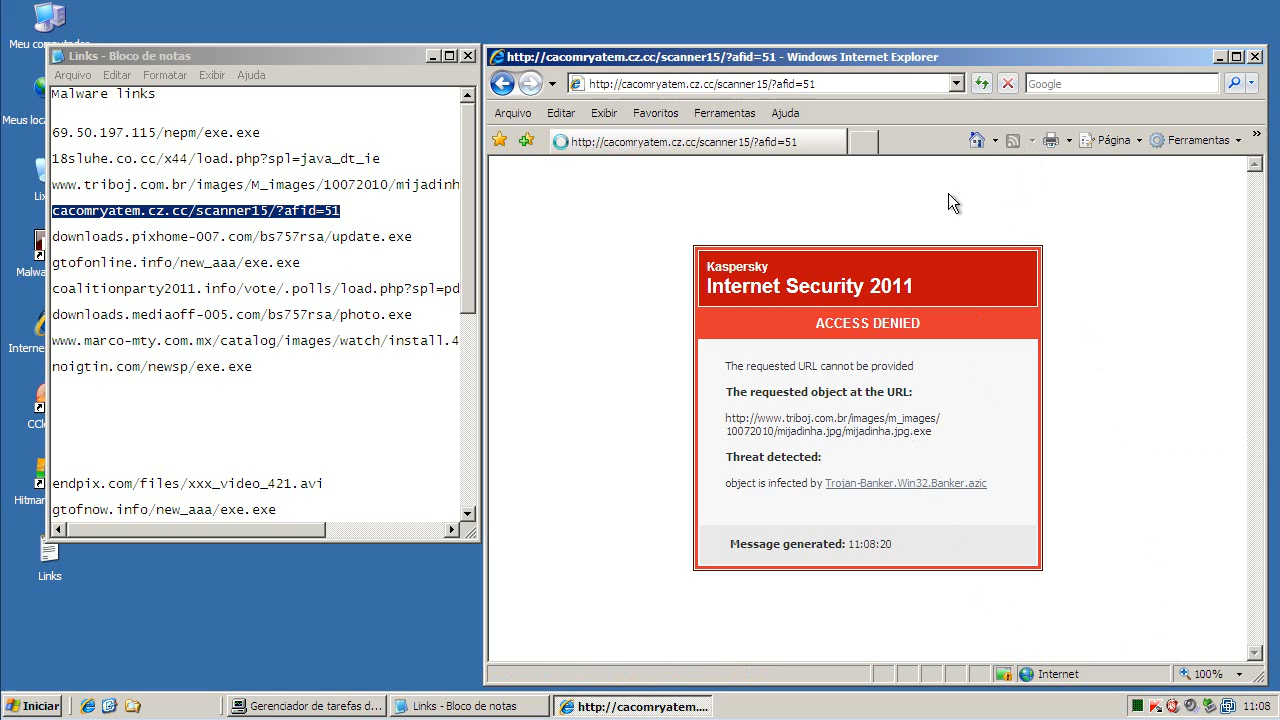 Meu computador
Meus loc
Lix
Malwa
Internet
CCle
Hitman
Links
Links - Bloco de notas
Arquivo Editar Formatar Exibir Ajuda
Malware links
69.50.197.115/nepm/exe.exe
18sluhe.co.cc/x44/load.php?spl=java_dt_ie
www.triboj.com.br/images/M_images/10072010/mijadinh
cacomryatem.cz.cc/scanner15/?afid=51
downloads.pixhome-007.com/bs757rsa/update.exe
gtofonline.info/new_aaa/exe.exe
coalitionparty2011.info/vote/.polls/load.php?spl=pd
downloads.mediaoff-005.com/bs757rsa/photo.exe
www.marco-mty.com.mx/catalog/images/watch/install.4
noigtin.com/newsp/exe.exe
endpix.com/files/xxx_video_421.avi
gtofnow.info/new_aaa/exe.exe
http://cacomryatem.cz.cc/scanner15/?afid=51 - Windows Internet Explorer
http://cacomryatem.cz.cc/scanner15/?afid=51
Google
Arquivo Editar Exibir Favoritos Ferramentas Ajuda
http://cacomryatem.cz.cc/scanner15/?afid=51
Página Ferramentas
Kaspersky
Internet Security 2011
ACCESS DENIED
The requested URL cannot be provided
The requested object at the URL:
http://www.triboj.com.br/images/m_images/
10072010/mijadinha.jpg/mijadinha.jpg.exe
Threat detected:
object is infected by Trojan-Banker.Win32.Banker.azic
Message generated: 11:08:20
Internet
100%
Iniciar
Gerenciador de tarefas d...
Links - Bloco de notas
http://cacomryatem....
11:08